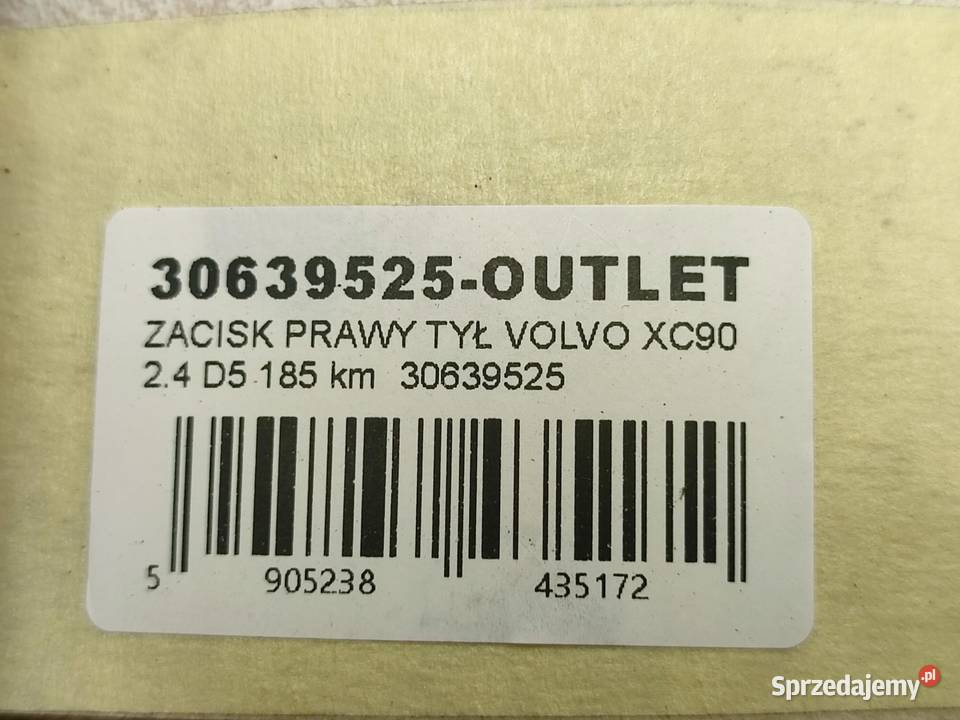 30639525-OUTLET
ZACISK PRAWY TYŁ VOLVO XC90
2.4 D5 185 km 30639525
5 905238 435172
Sprzedajemy.pl